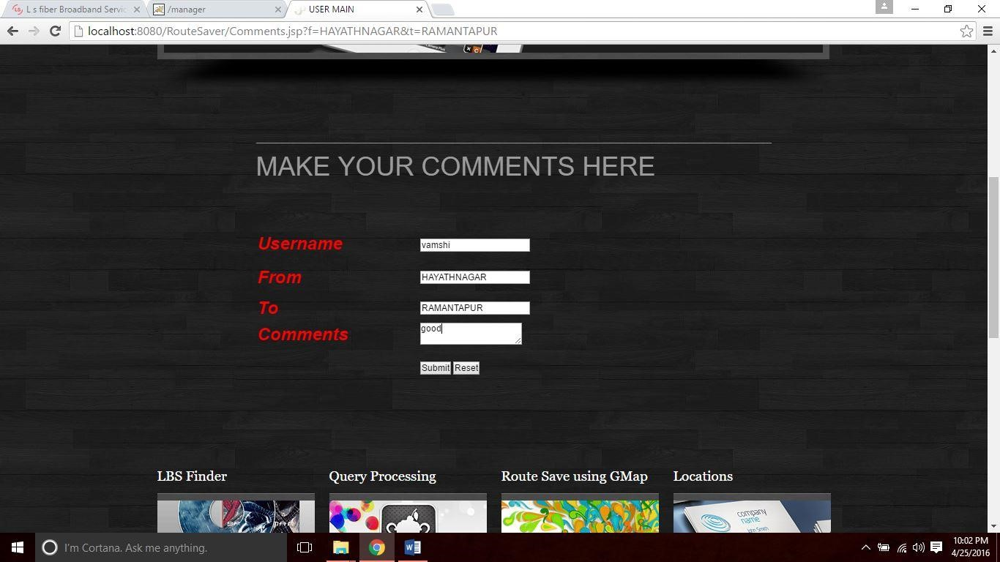 L s fiber Broadband Servic
/manager
USER MAIN
localhost:8080/RouteSaver/Comments.jsp?f=HAYATHNAGAR&t=RAMANTAPUR
MAKE YOUR COMMENTS HERE
Username vamshi
From HAYATHNAGAR
To RAMANTAPUR
Comments good
Submit Reset
LBS Finder Query Processing Route Save using GMap Locations
company
name
John Smith
I'm Cortana. Ask me anything.
10:02 PM
4/25/2016